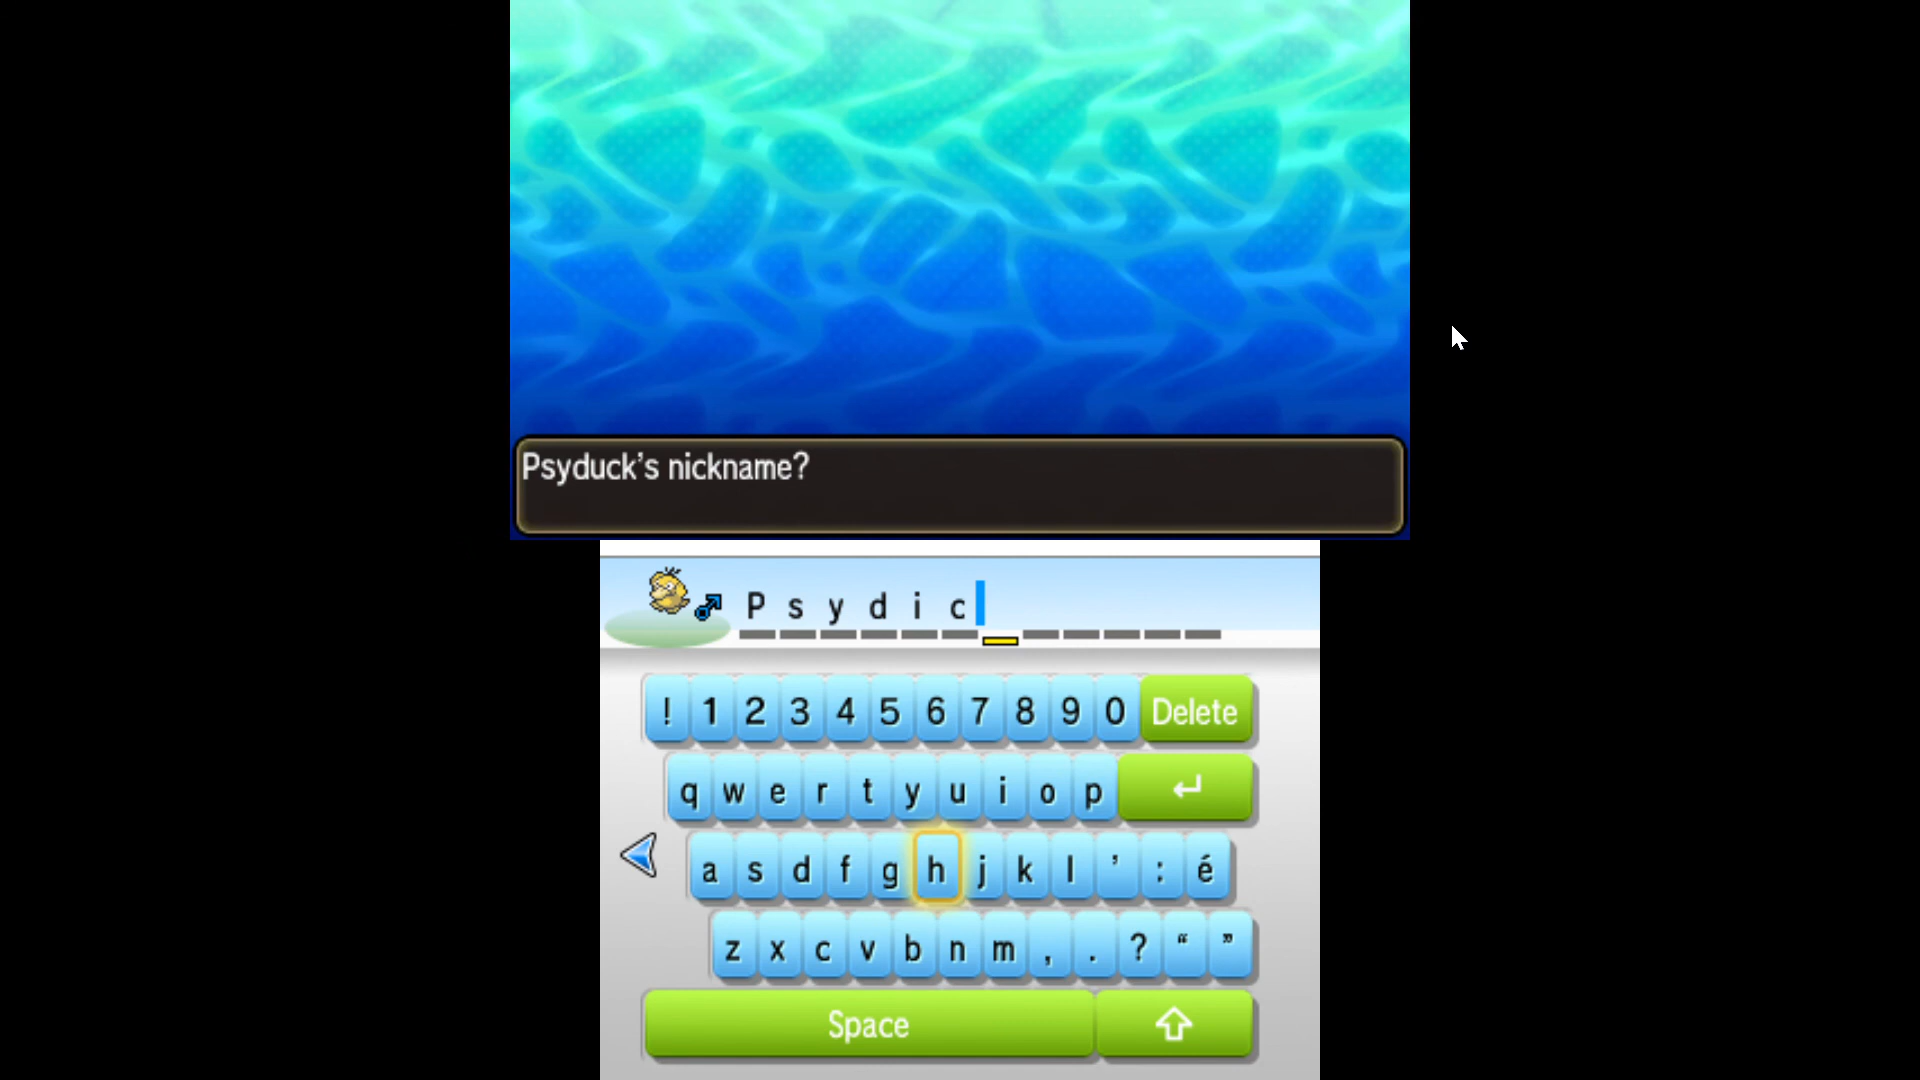 Psyduck's nickname?
Psydic
! 1 2 3 4 5 6 7 8 9 0 Delete
q w e r t y u i o p
a s d f g h j k l ’ : é
z x c v b n m , . ? “ ”
Space